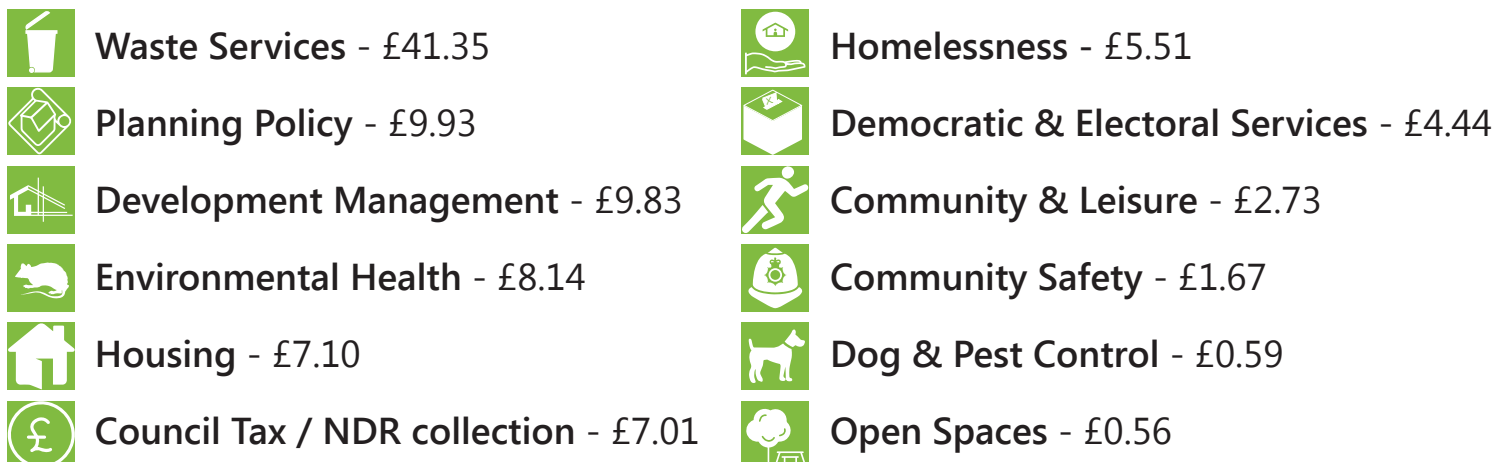 Waste Services - £41.35
Planning Policy - £9.93
Development Management - £9.83
Environmental Health - £8.14
Housing - £7.10
£
Council Tax / NDR collection - £7.01
Homelessness - £5.51
Democratic & Electoral Services - £4.44
Community & Leisure - £2.73
Community Safety - £1.67
Dog & Pest Control - £0.59
Open Spaces - £0.56